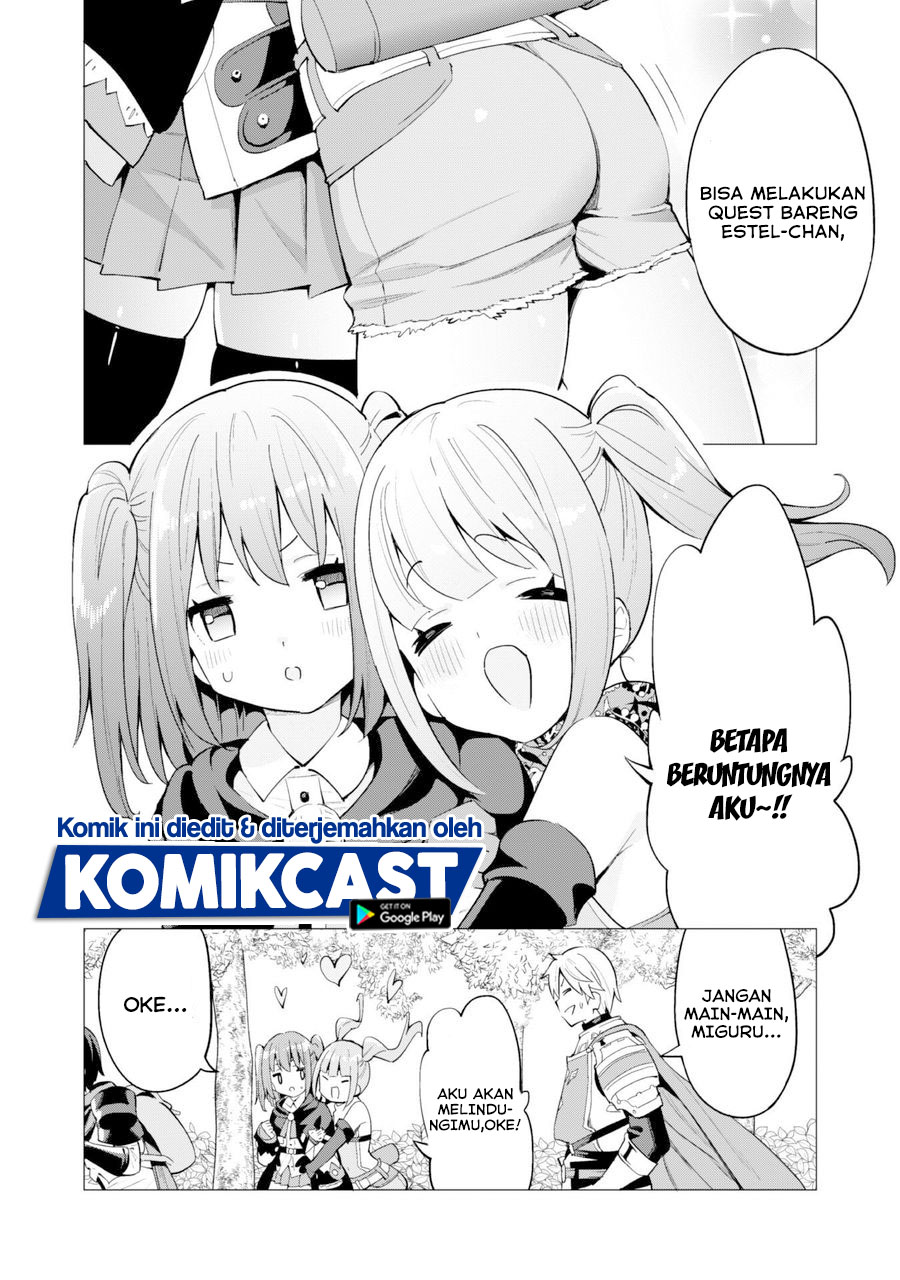 BISA MELAKUKAN
QUEST BARENG
ESTEL-CHAN,
BETAPA
BERUNTUNGNYA
AKU~!!
Komik ini diedit & diterjemahkan oleh
KOMIKCAST
GET IT ON
Google Play
JANGAN
MAIN-MAIN,
MIGURU...
AKU AKAN
MELINDU-
NGIMU,OKE!
OKE...